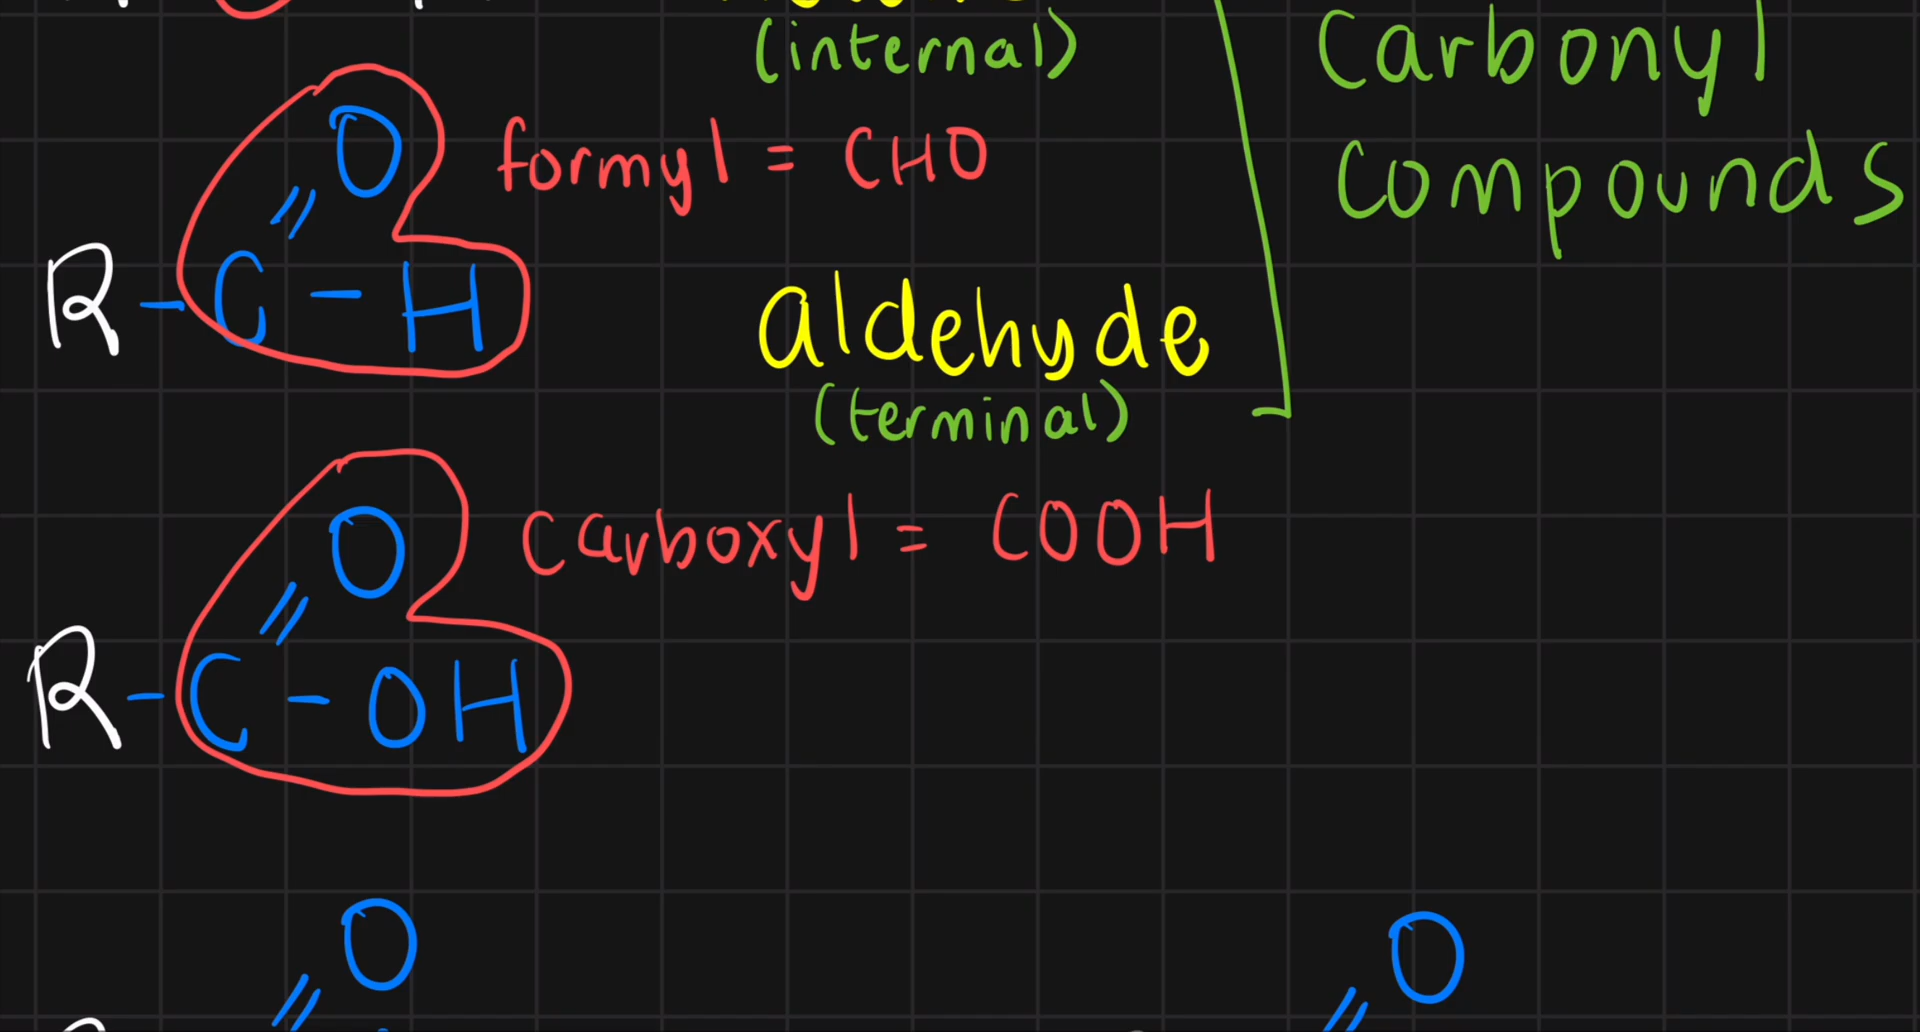 (internal)
Carbonyl
Compounds
O
formyl = CHO
R - C - H
aldehyde
(terminal)
O
Carboxyl = COOH
R - C - OH
O
O